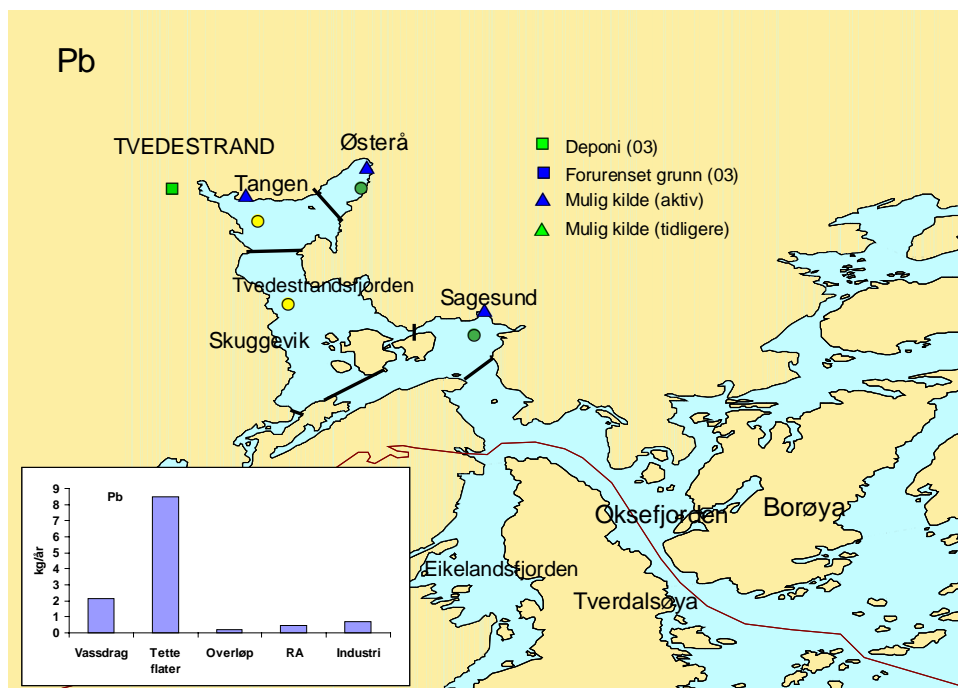 Pb
TVEDESTRAND
Østerå
Tangen
Deponi (03)
Forurenset grunn (03)
Mulig kilde (aktiv)
Mulig kilde (tidligere)
Tvedestrandsfjorden
Sagesund
Skuggevik
Oksefjorden
Borøya
Eikelandsfjorden
Tverdalsøya
Pb
kg/år
9
8
7
6
5
4
3
2
1
0
Vassdrag
Tette
flater
Overløp
RA
Industri